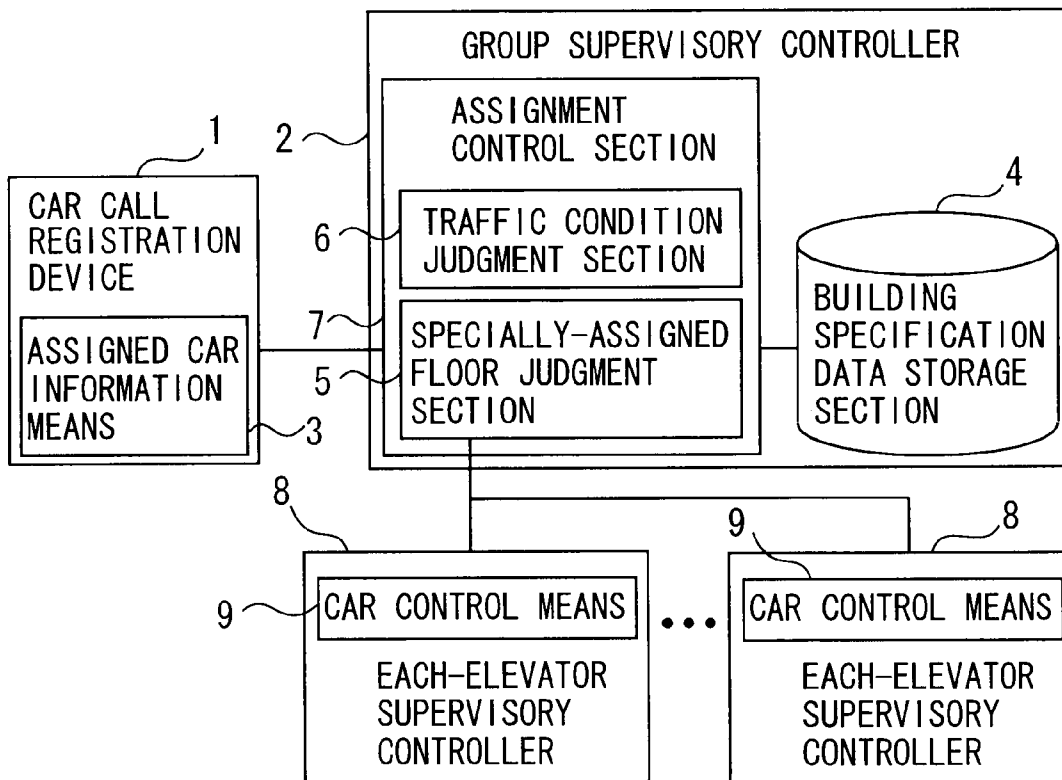 GROUP SUPERVISORY CONTROLLER
2
ASSIGNMENT
CONTROL SECTION
1
CAR CALL
REGISTRATION
DEVICE
6
TRAFFIC CONDITION
JUDGMENT SECTION
4
7
SPECIALLY-ASSIGNED
FLOOR JUDGMENT
SECTION
5
BUILDING
SPECIFICATION
DATA STORAGE
SECTION
ASSIGNED CAR
INFORMATION
MEANS
3
8
9
CAR CONTROL MEANS
EACH-ELEVATOR
SUPERVISORY
CONTROLLER
•••
8
9
CAR CONTROL MEANS
EACH-ELEVATOR
SUPERVISORY
CONTROLLER